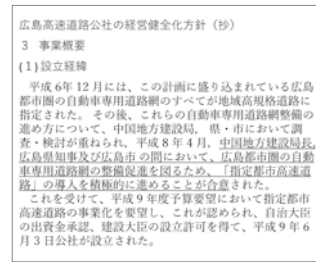 広島高速道路公社の経営健全化方針（抄）
３　事業概要
(１)設立経緯
平成６年12月には、この計画に盛り込まれている広島
都市圏の自動車専用道路網のすべてが地域高規格道路に
指定された。その後、これらの自動車専用道路網整備の
進め方について、中国地方建設局、県・市において調
査・検討が重ねられ、平成８年４月、中国地方建設局長、
広島県知事及び広島市の間において、広島都市圏の自動
車専用道路網の整備促進を図るため、「指定都市高速道
路」の導入を積極的に進めることが合意された。
これを受けて、平成９年度予算要望において指定都市
高速道路の事業化を要望し、これが認められ、自治大臣
の出資金承認、建設大臣の設立許可を得て、平成９年６
月３日公社が設立された。